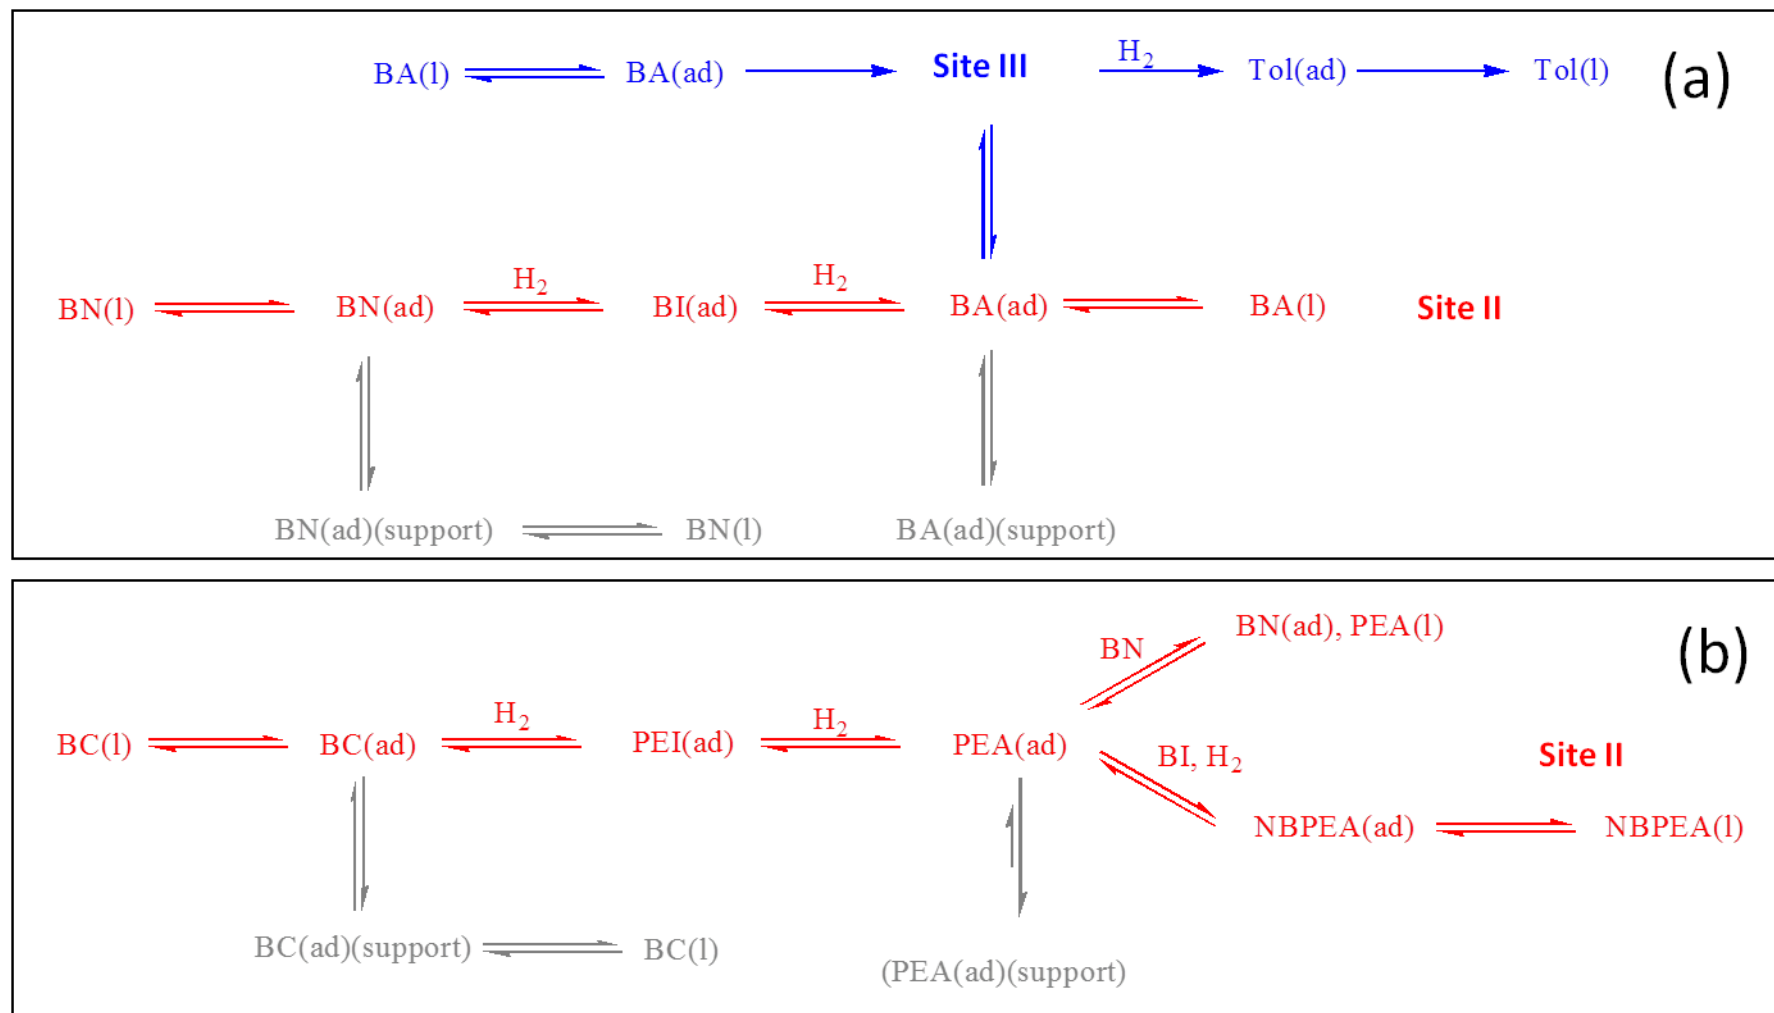 BA(l) BA(ad) Site III H2 Tol(ad) Tol(l) (a)
BN(l) BN(ad) H2 BI(ad) H2 BA(ad) BA(l) Site II
BN(ad)(support) BN(l) BA(ad)(support)
BN BN(ad), PEA(l) (b)
BC(l) BC(ad) H2 PEI(ad) H2 PEA(ad) BI, H2 Site II
NBPEA(ad) NBPEA(l)
BC(ad)(support) BC(l) (PEA(ad)(support)